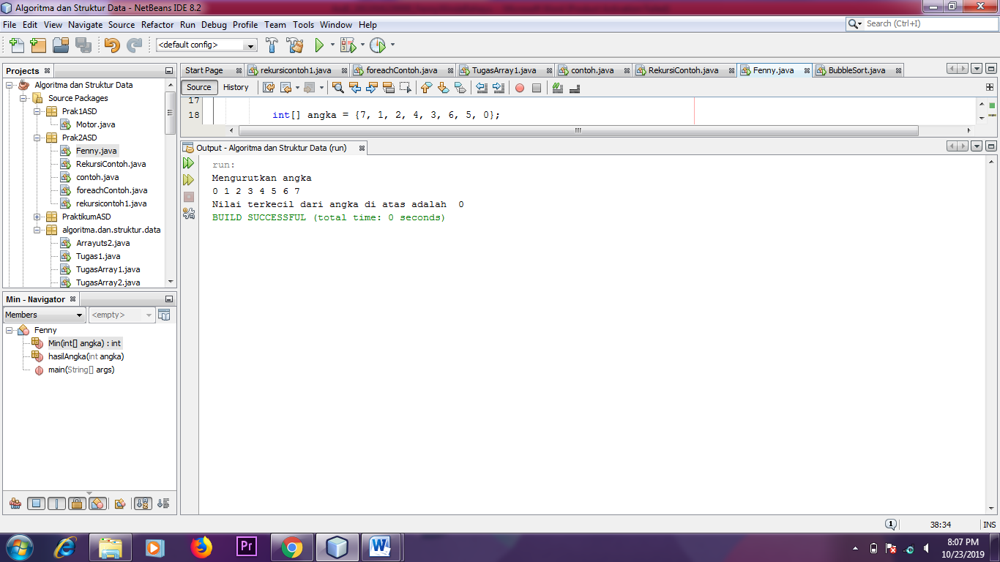 Algoritma dan Struktur Data - NetBeans IDE 8.2
File Edit View Navigate Source Refactor Run Debug Profile Team Tools Window Help
Search (Ctrl+I)
<default config>
Projects
Start Page rekursicontoh1.java foreachContoh.java TugasArray1.java contoh.java RekursiContoh.java Fenny.java BubbleSort.java
Source History
Algoritma dan Struktur Data
Source Packages
Prak1ASD
Motor.java
Prak2ASD
Fenny.java
RekursiContoh.java
contoh.java
foreachContoh.java
rekursicontoh1.java
PraktikumASD
algoritma.dan.struktur.data
Arrayuts2.java
Tugas1.java
TugasArray1.java
TugasArray2.java
17
18 int[] angka = {7, 1, 2, 4, 3, 6, 5, 0};
Output - Algoritma dan Struktur Data (run)
run:
Mengurutkan angka
0 1 2 3 4 5 6 7
Nilai terkecil dari angka di atas adalah  0
BUILD SUCCESSFUL (total time: 0 seconds)
Min - Navigator
Members <empty>
Fenny
Min(int[] angka) : int
hasilAngka(int angka)
main(String[] args)
1 38:34 INS
Pr
W
8:07 PM
10/23/2019